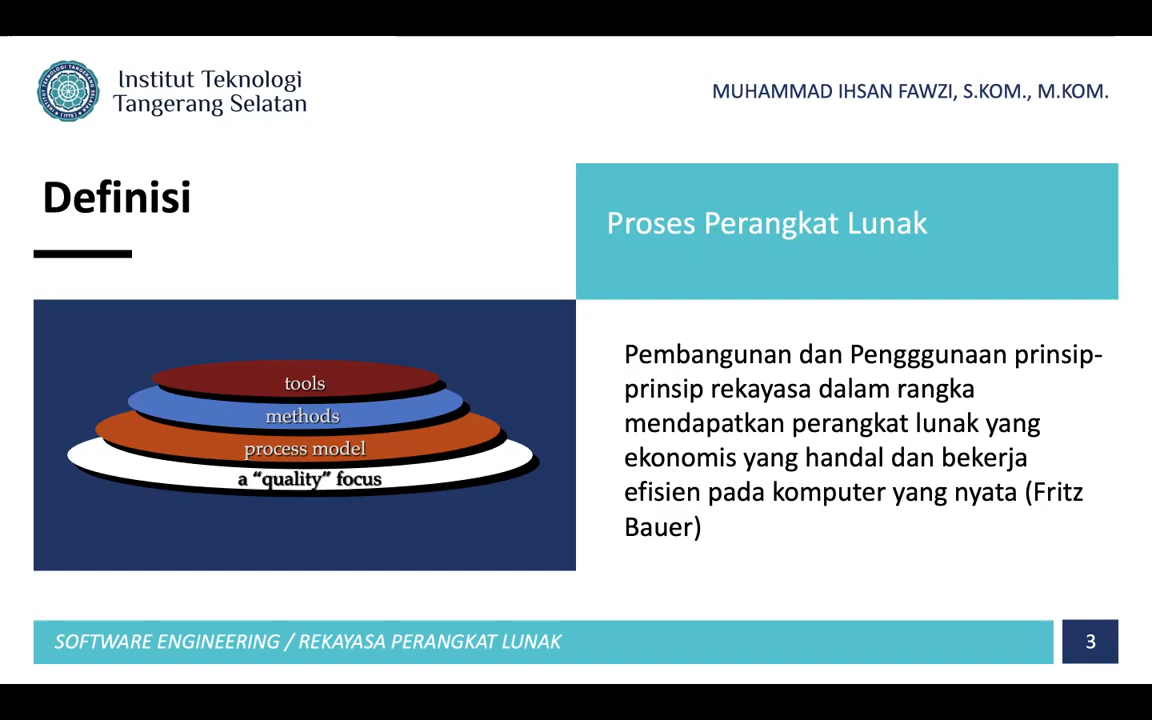 Institut Teknologi
Tangerang Selatan
MUHAMMAD IHSAN FAWZI, S.KOM., M.KOM.
Definisi
Proses Perangkat Lunak
tools
methods
process model
a “quality” focus
Pembangunan dan Pengggunaan prinsip-
prinsip rekayasa dalam rangka
mendapatkan perangkat lunak yang
ekonomis yang handal dan bekerja
efisien pada komputer yang nyata (Fritz
Bauer)
SOFTWARE ENGINEERING / REKAYASA PERANGKAT LUNAK
3